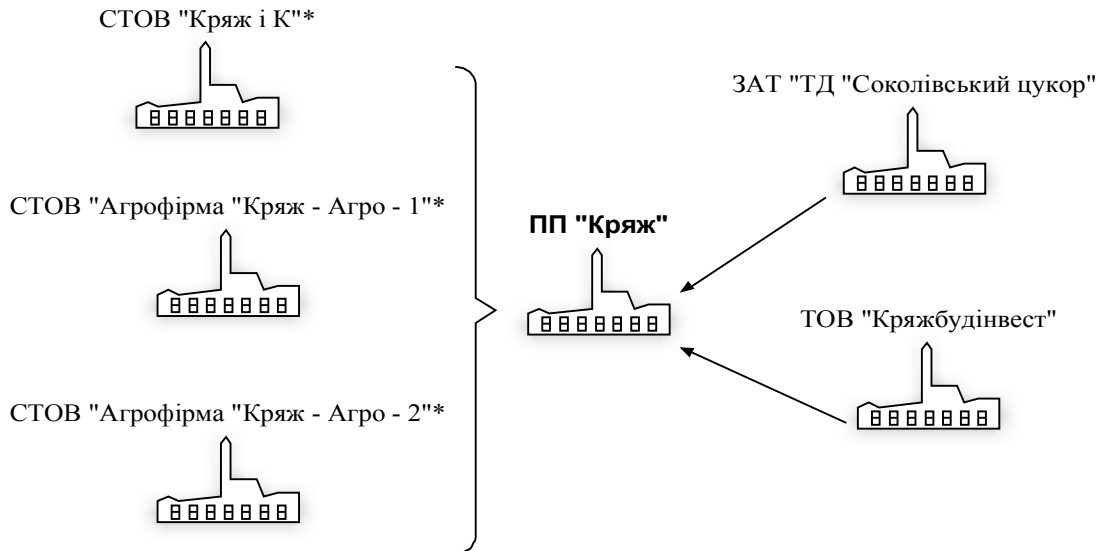 СТОВ "Кряж і К"*
ЗАТ "ТД "Соколівський цукор"
СТОВ "Агрофірма "Кряж - Агро - 1"*
ПП "Кряж"
ТОВ "Кряжбудінвест"
СТОВ "Агрофірма "Кряж - Агро - 2"*